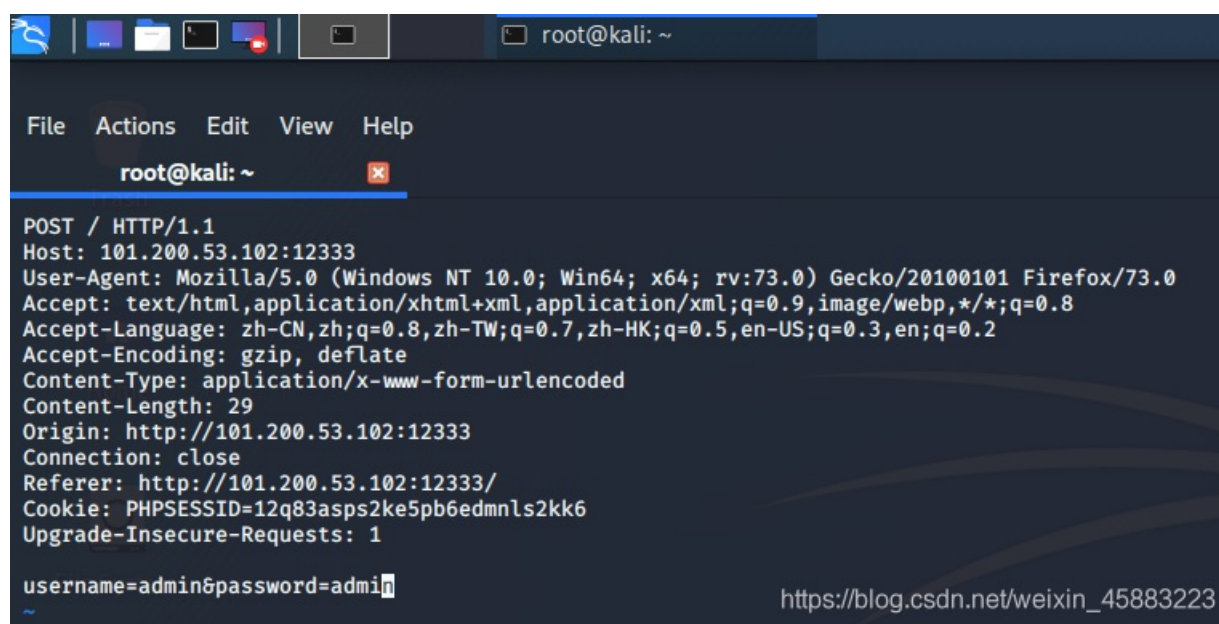 root@kali: ~
File Actions Edit View Help
root@kali: ~
Trash
POST / HTTP/1.1
Host: 101.200.53.102:12333
User-Agent: Mozilla/5.0 (Windows NT 10.0; Win64; x64; rv:73.0) Gecko/20100101 Firefox/73.0
Accept: text/html,application/xhtml+xml,application/xml;q=0.9,image/webp,*/*;q=0.8
Accept-Language: zh-CN,zh;q=0.8,zh-TW;q=0.7,zh-HK;q=0.5,en-US;q=0.3,en;q=0.2
Accept-Encoding: gzip, deflate
Content-Type: application/x-www-form-urlencoded
Content-Length: 29
Origin: http://101.200.53.102:12333
Connection: close
Referer: http://101.200.53.102:12333/
Cookie: PHPSESSID=12q83asps2ke5pb6edmnls2kk6
Upgrade-Insecure-Requests: 1
username=admin&password=admin
~
https://blog.csdn.net/weixin_45883223